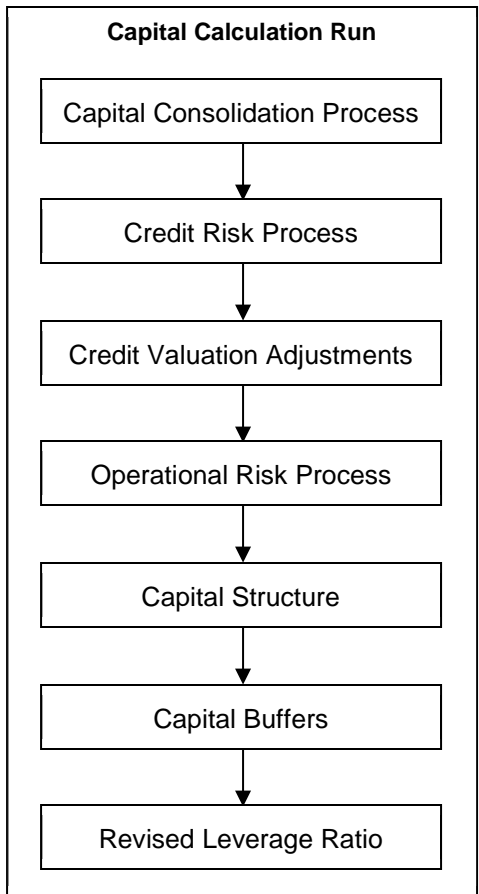 Capital Calculation Run
Capital Consolidation Process
Credit Risk Process
Credit Valuation Adjustments
Operational Risk Process
Capital Structure
Capital Buffers
Revised Leverage Ratio